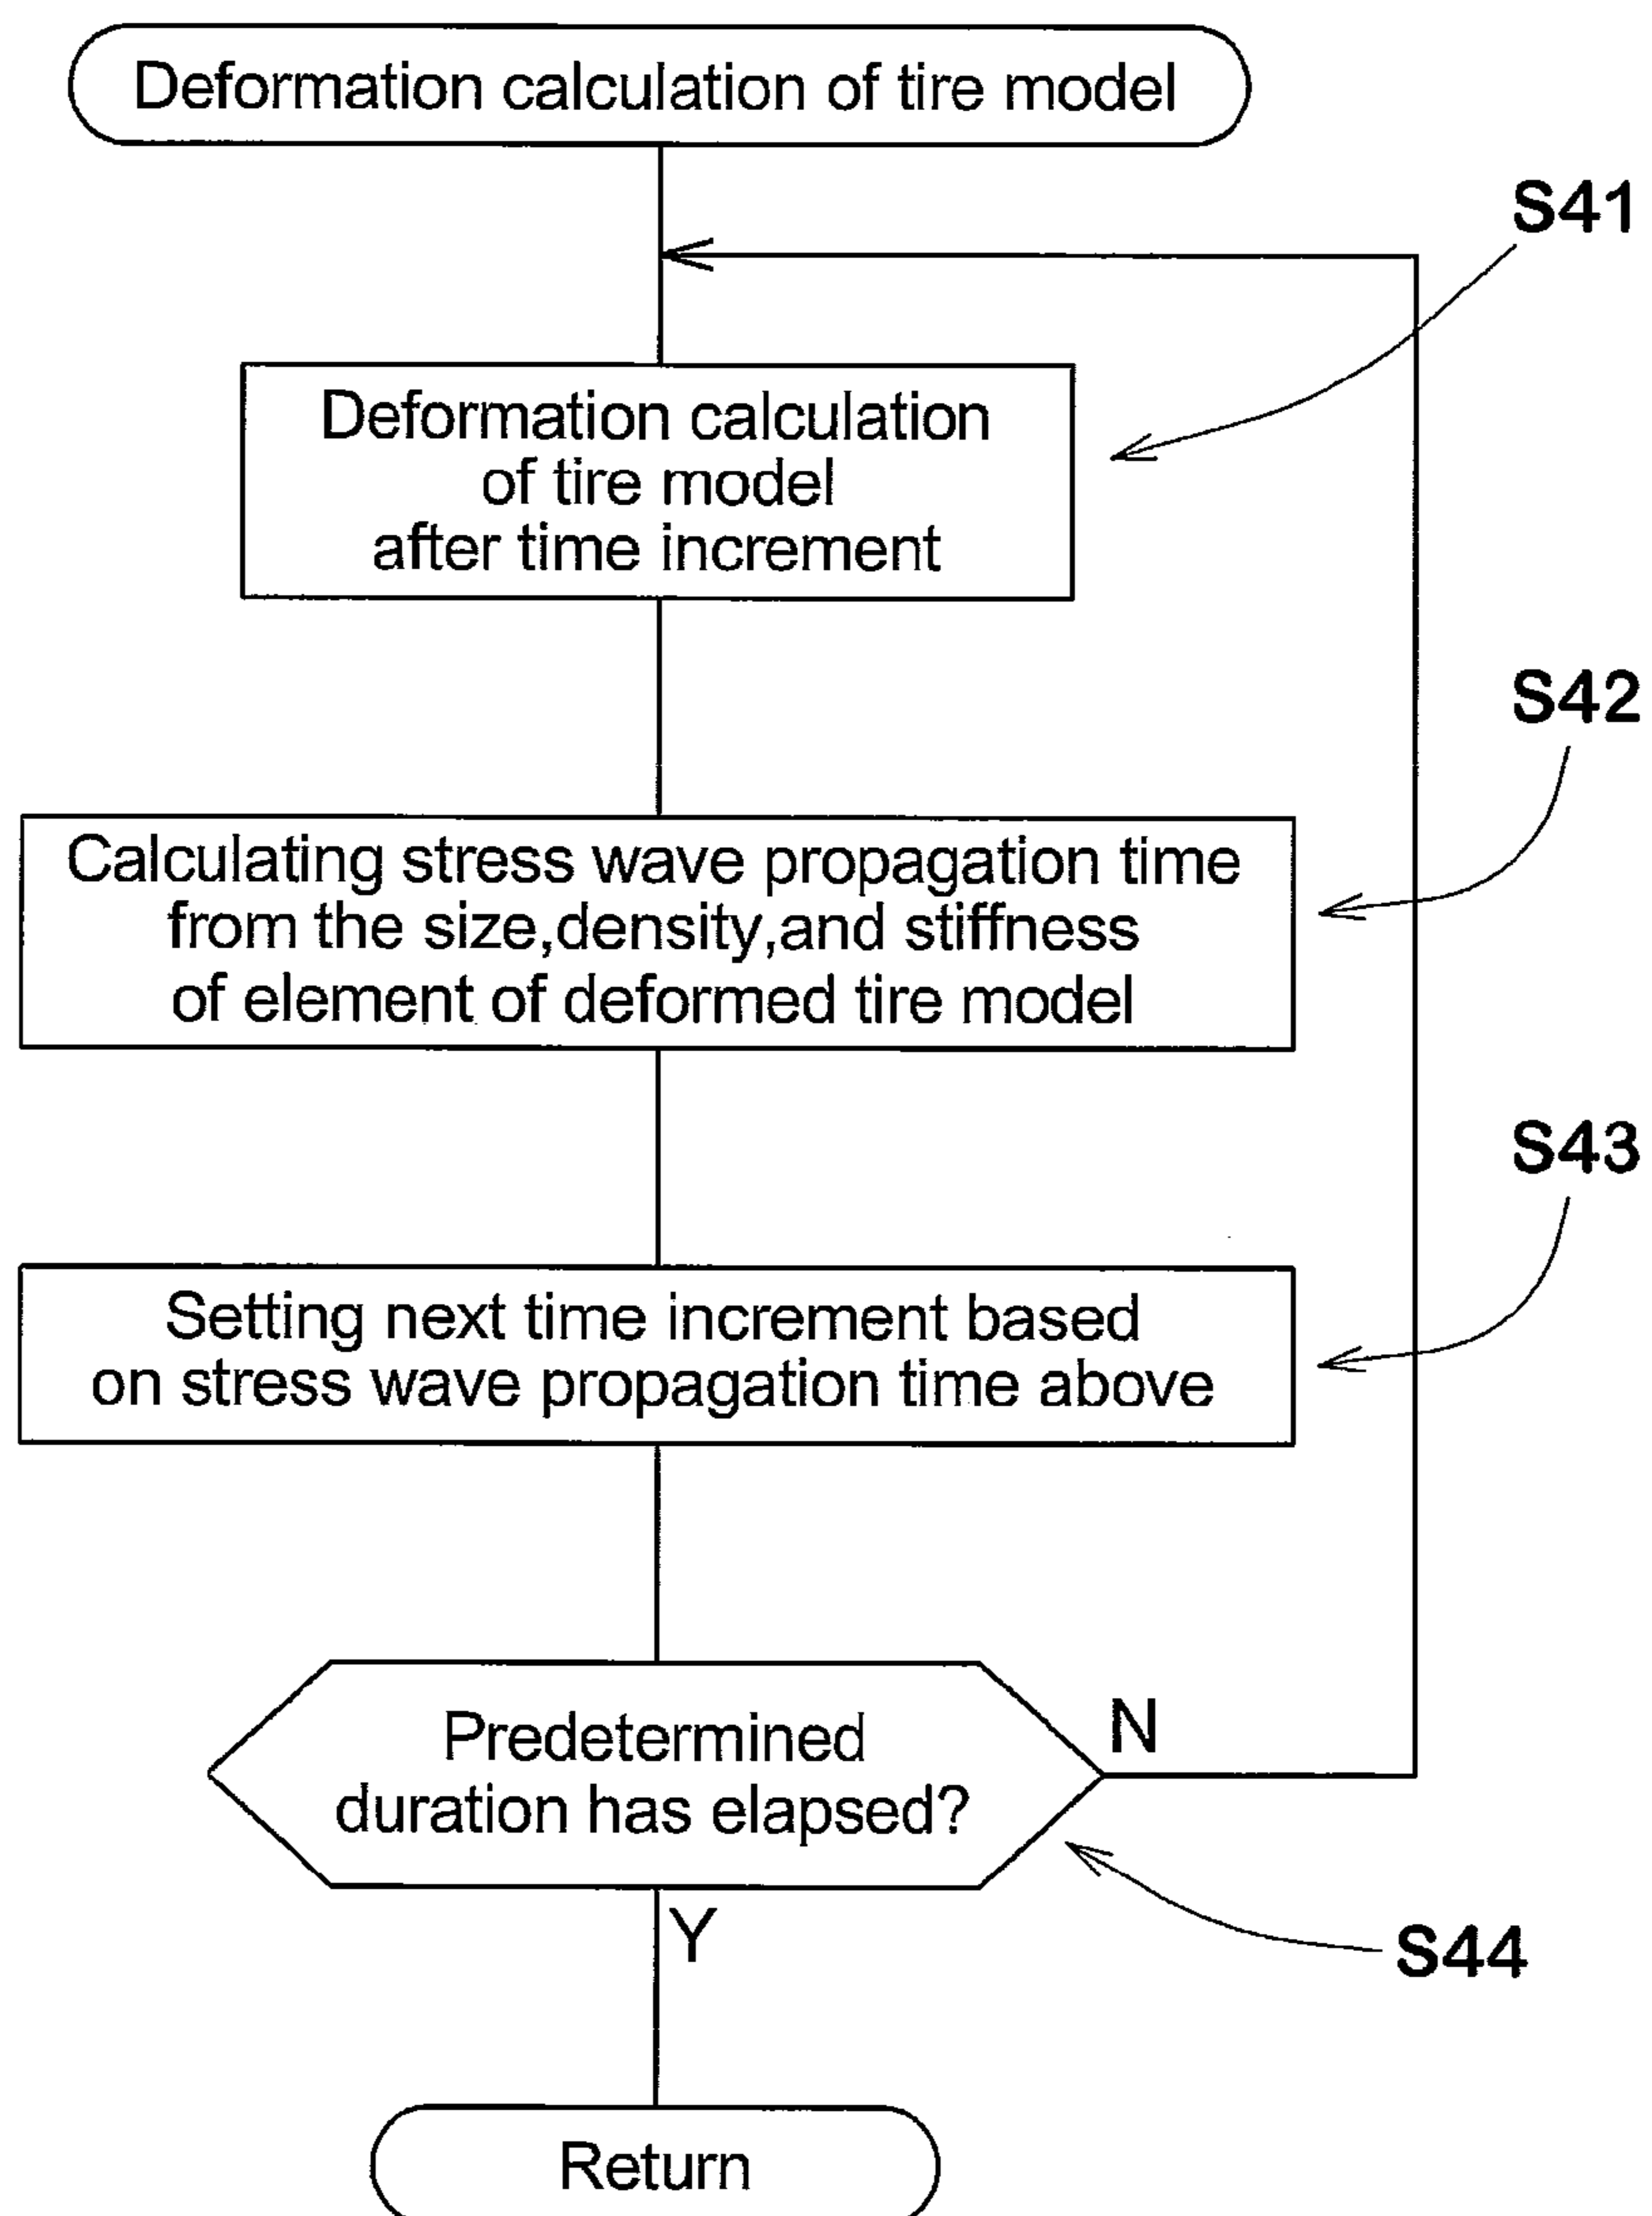 Deformation calculation of tire model
S41
Deformation calculation
of tire model
after time increment
S42
Calculating stress wave propagation time
from the size,density,and stiffness
of element of deformed tire model
S43
Setting next time increment based
on stress wave propagation time above
N
Predetermined
duration has elapsed?
Y
S44
Return